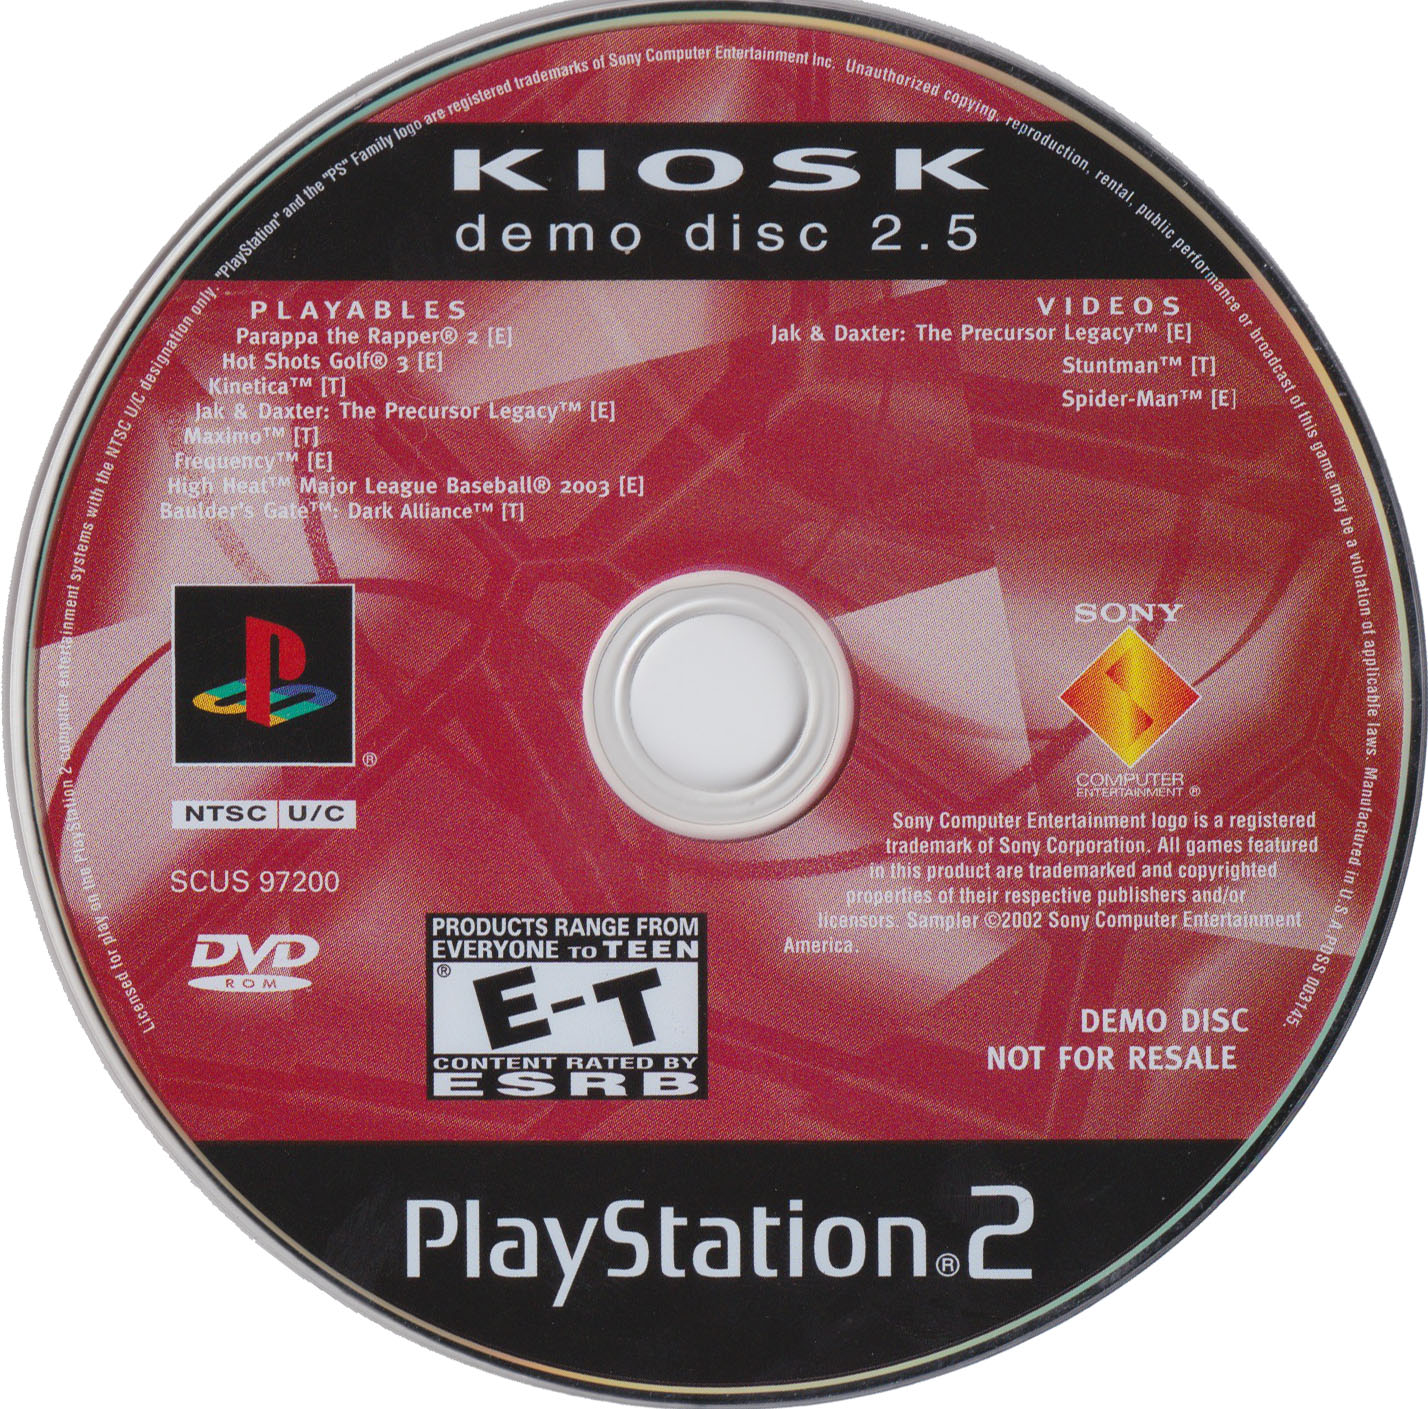 Licensed for play on the PlayStation 2 computer entertainment systems with the NTSC U/C designation only. "PlayStation" and the "PS" Family logo are registered trademarks of Sony Computer Entertainment Inc. Unauthorized copying, reproduction, rental, public performance or broadcast of this game may be a violation of applicable laws. Manufactured in U.S.A. PDSS 003145.
KIOSK
demo disc 2.5
PLAYABLES
Parappa the Rapper® 2 [E]
Hot Shots Golf® 3 [E]
Kinetica™ [T]
Jak & Daxter: The Precursor Legacy™ [E]
Maximo™ [T]
Frequency™ [E]
High Heat™ Major League Baseball® 2003 [E]
Baulder's Gate™: Dark Alliance™ [T]
VIDEOS
Jak & Daxter: The Precursor Legacy™ [E]
Stuntman™ [T]
Spider-Man™ [E]
®
NTSC U/C
SCUS 97200
DVD
ROM
PRODUCTS RANGE FROM
EVERYONE TO TEEN
®
E-T
CONTENT RATED BY
ESRB
SONY
COMPUTER
ENTERTAINMENT ®
Sony Computer Entertainment logo is a registered
trademark of Sony Corporation. All games featured
in this product are trademarked and copyrighted
properties of their respective publishers and/or
licensors. Sampler ©2002 Sony Computer Entertainment
America.
DEMO DISC
NOT FOR RESALE
PlayStation®2